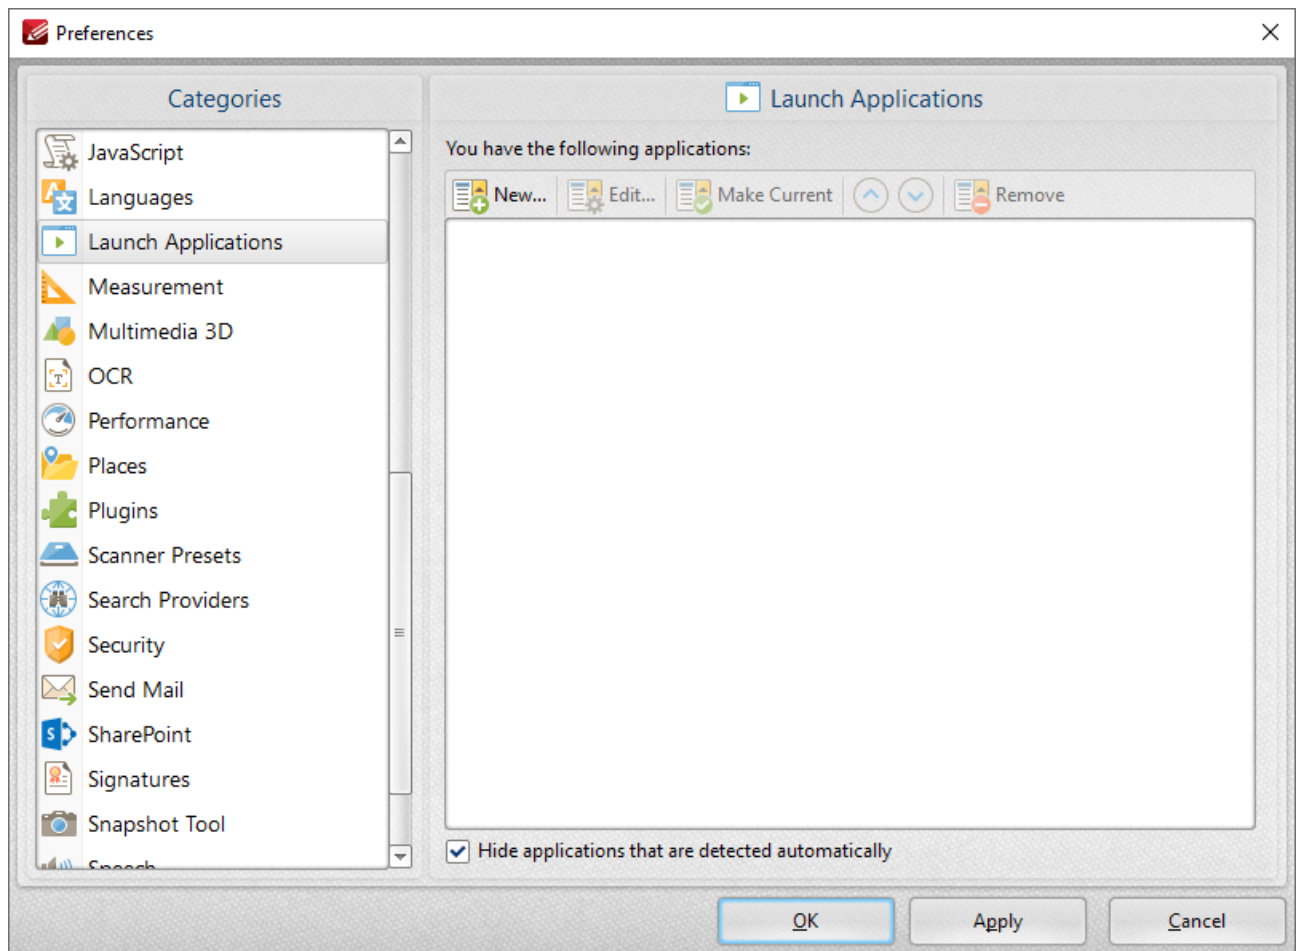 Preferences
Categories
JavaScript
Languages
Launch Applications
Measurement
Multimedia 3D
OCR
Performance
Places
Plugins
Scanner Presets
Search Providers
Security
Send Mail
SharePoint
Signatures
Snapshot Tool
Speech
Launch Applications
You have the following applications:
New... Edit... Make Current Remove
Hide applications that are detected automatically
OK Apply Cancel